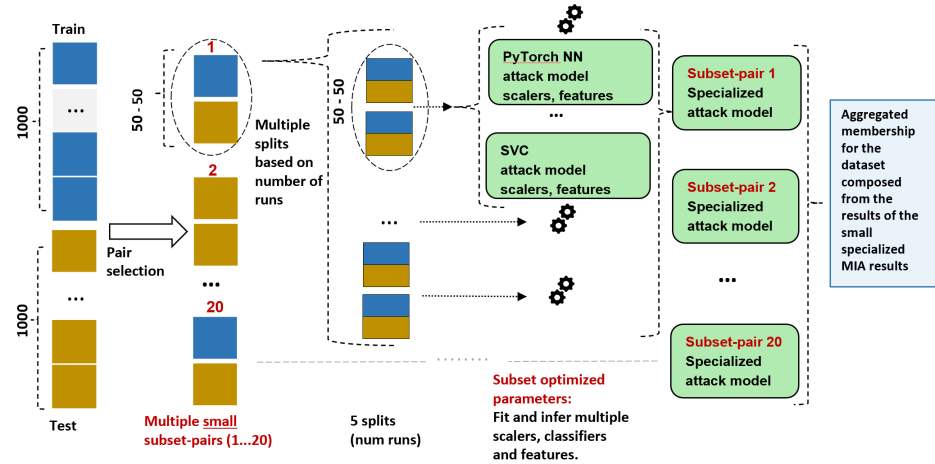 Train
...
1000
1000
...
Test
Pair
selection
50 - 50
1
2
...
20
Multiple small
subset-pairs (1...20)
Multiple
splits
based on
number of
runs
50 - 50
...
5 splits
(num runs)
PyTorch NN
attack model
scalers, features
...
SVC
attack model
scalers, features
Subset optimized
parameters:
Fit and infer multiple
scalers, classifiers
and features.
Subset-pair 1
Specialized
attack model
Subset-pair 2
Specialized
attack model
...
Subset-pair 20
Specialized
attack model
Aggregated
membership
for the
dataset
composed
from the
results of the
small
specialized
MIA results